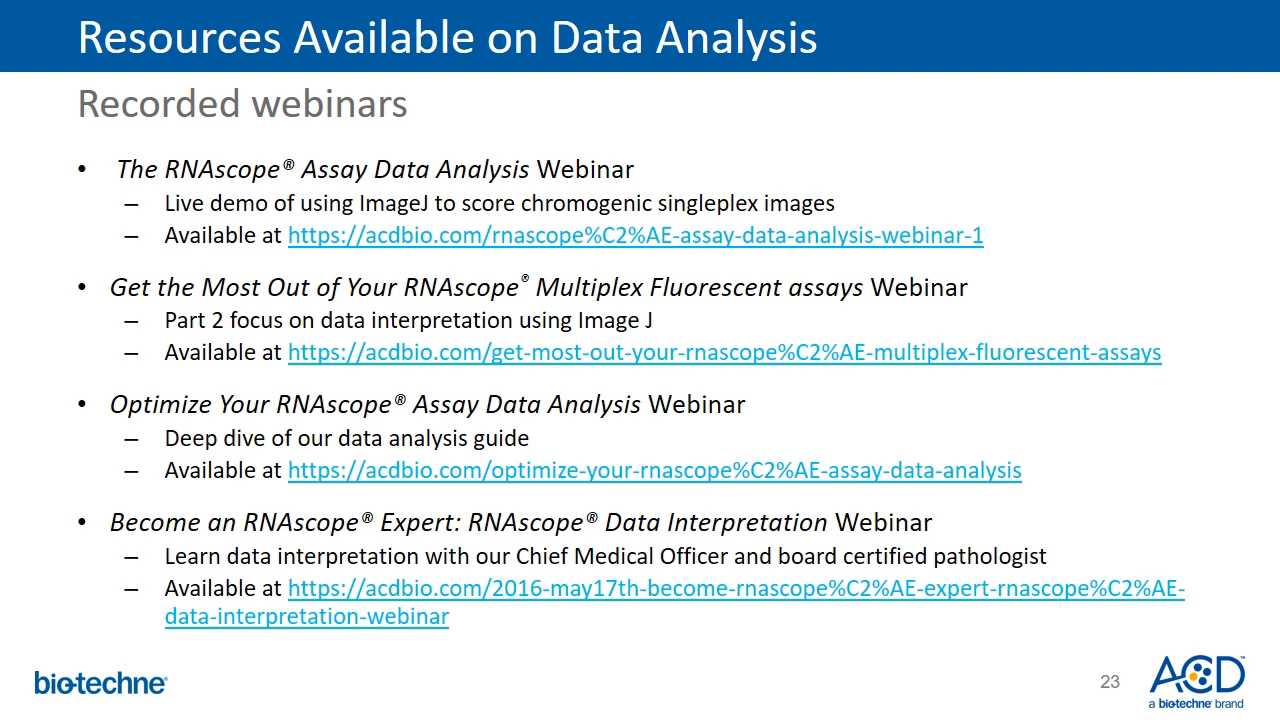 Resources Available on Data Analysis
Recorded webinars
• The RNAscope® Assay Data Analysis Webinar
– Live demo of using ImageJ to score chromogenic singleplex images
– Available at https://acdbio.com/rnascope%C2%AE-assay-data-analysis-webinar-1
• Get the Most Out of Your RNAscope® Multiplex Fluorescent assays Webinar
– Part 2 focus on data interpretation using Image J
– Available at https://acdbio.com/get-most-out-your-rnascope%C2%AE-multiplex-fluorescent-assays
• Optimize Your RNAscope® Assay Data Analysis Webinar
– Deep dive of our data analysis guide
– Available at https://acdbio.com/optimize-your-rnascope%C2%AE-assay-data-analysis
• Become an RNAscope® Expert: RNAscope® Data Interpretation Webinar
– Learn data interpretation with our Chief Medical Officer and board certified pathologist
– Available at https://acdbio.com/2016-may17th-become-rnascope%C2%AE-expert-rnascope%C2%AE-
data-interpretation-webinar
bio-techne®
23
ACD™
a bio-techne® brand